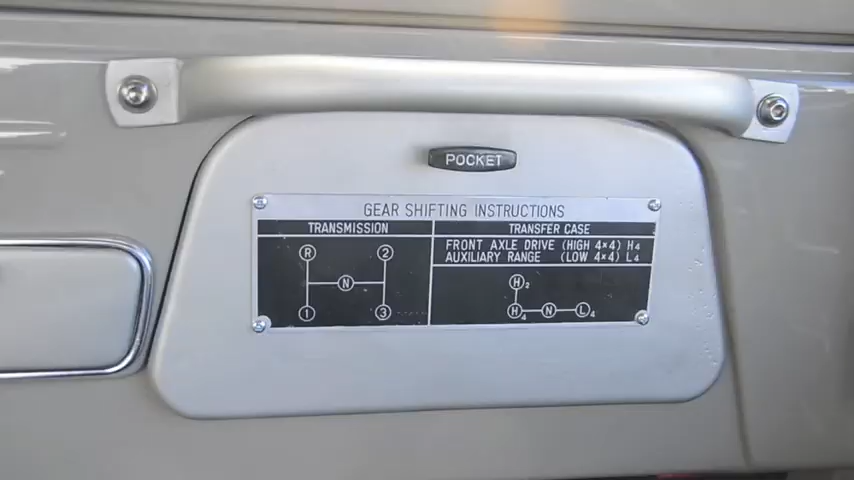 POCKET
GEAR SHIFTING INSTRUCTIONS
TRANSMISSION
TRANSFER CASE
FRONT AXLE DRIVE (HIGH 4×4) H4
AUXILIARY RANGE (LOW 4×4) L4
R 2
N
1 3
H2
H4 N L4